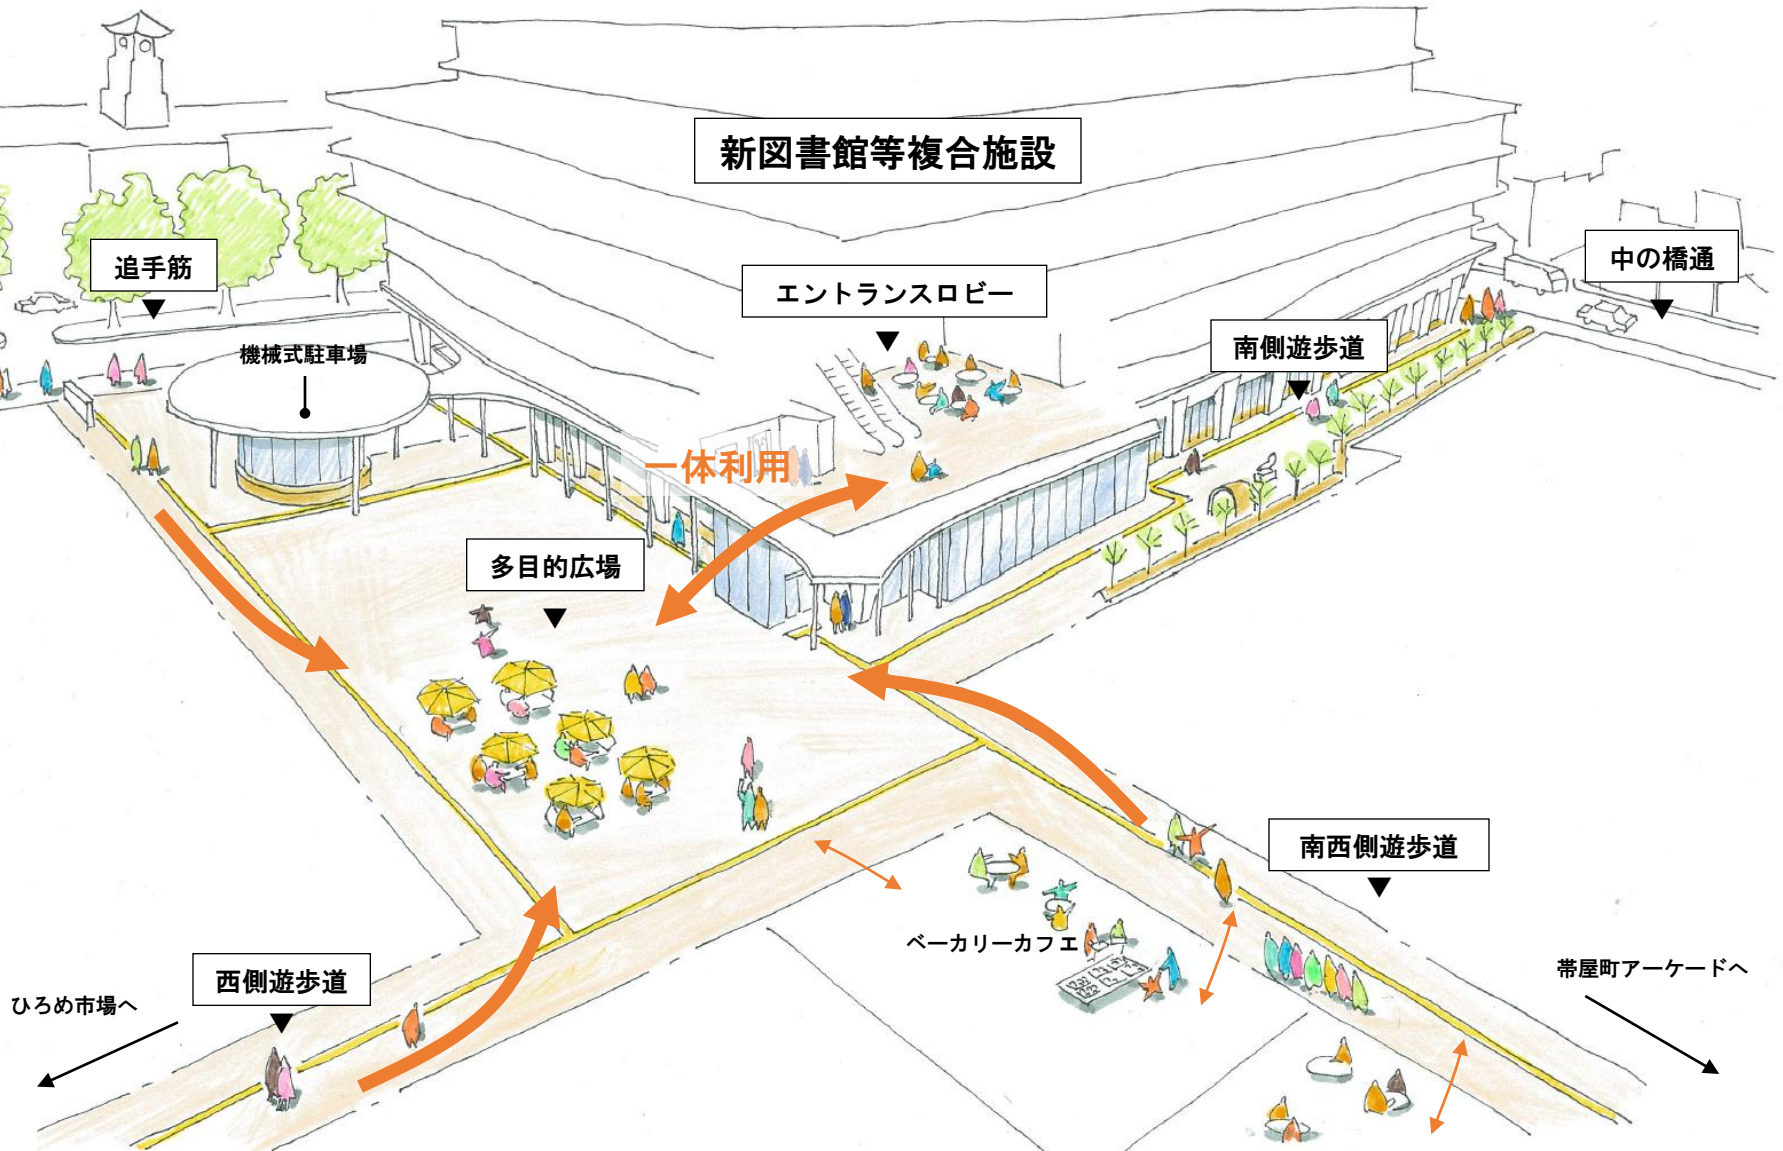 新図書館等複合施設
追手筋
中の橋通
エントランスロビー
南側遊歩道
機械式駐車場
一体利用
多目的広場
南西側遊歩道
ベーカリーカフェ
西側遊歩道
帯屋町アーケードへ
ひろめ市場へ